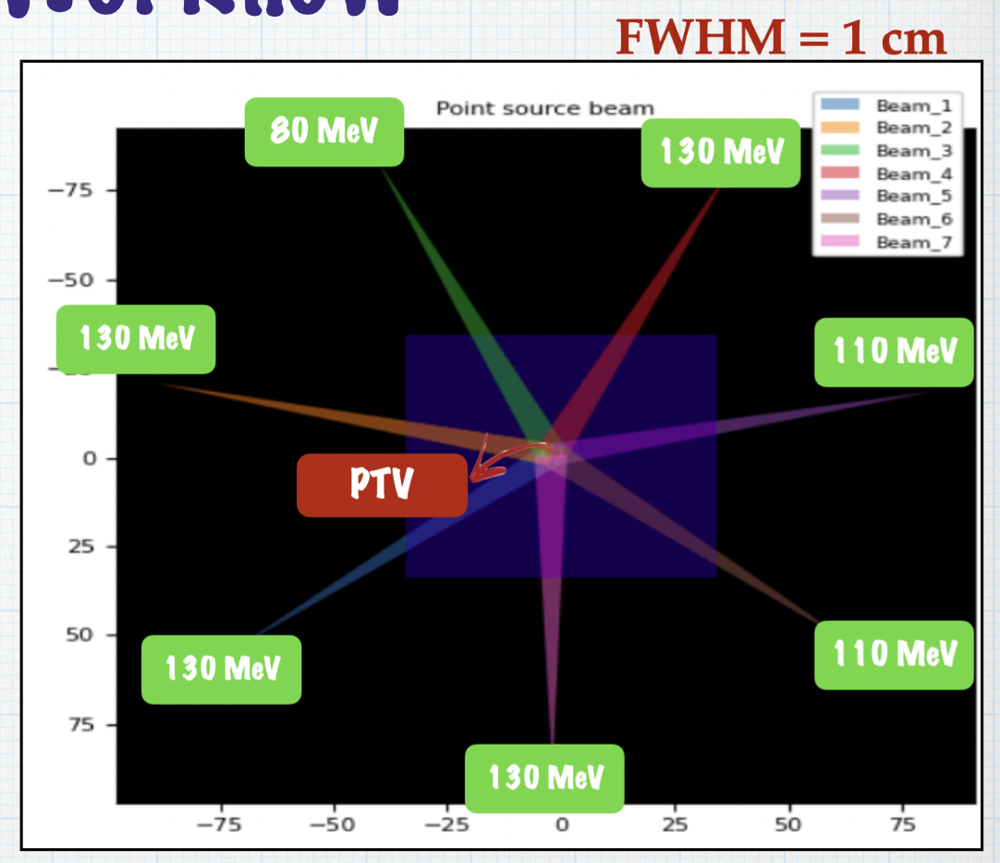 FWHM = 1 cm
Point source beam
80 MeV
130 MeV
Beam_1
Beam_2
Beam_3
Beam_4
Beam_5
Beam_6
Beam_7
−75
−50
130 MeV
110 MeV
0
PTV
25
50
110 MeV
130 MeV
75
130 MeV
−75
−50
−25
0
25
50
75